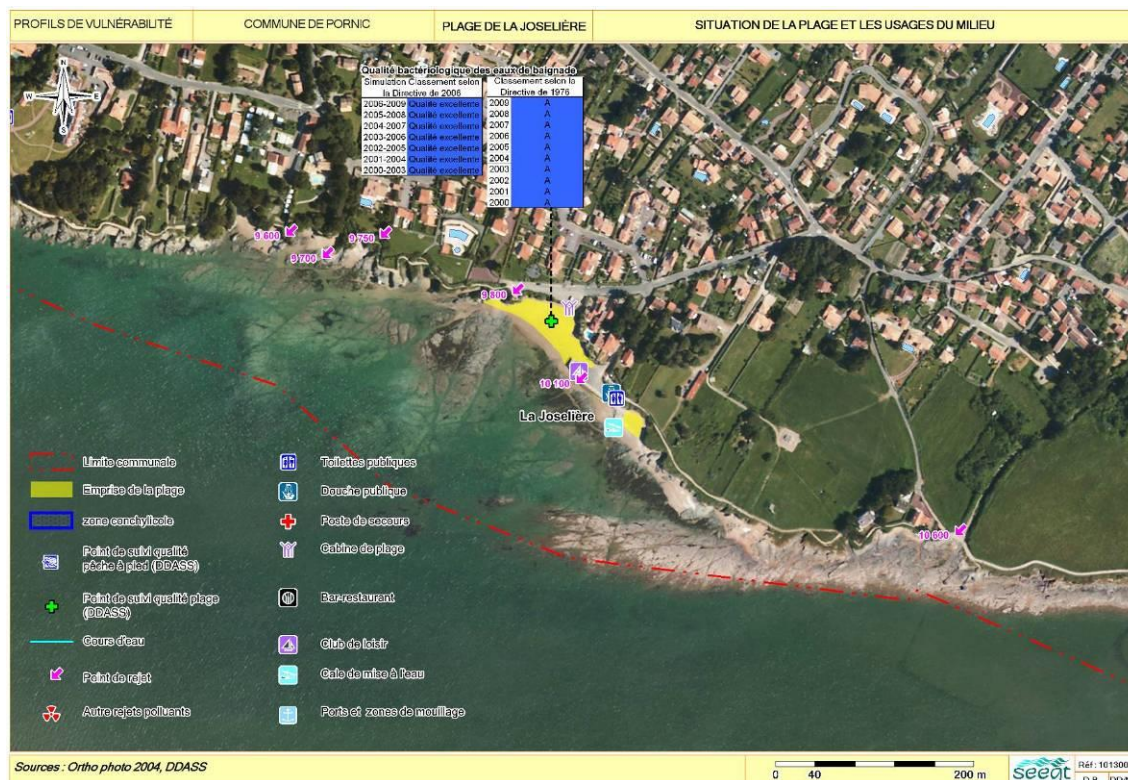 PROFILS DE VULNÉRABILITÉ
COMMUNE DE PORNIC
PLAGE DE LA JOSELIÈRE
SITUATION DE LA PLAGE ET LES USAGES DU MILIEU
Qualité bactériologique des eaux de baignade
Simulation Classement selon
la Directive de 2006
2006-2009 Qualité excellente
2005-2008 Qualité excellente
2004-2007 Qualité excellente
2003-2006 Qualité excellente
2002-2005 Qualité excellente
2001-2004 Qualité excellente
2000-2003 Qualité excellente
Classement selon la
Directive de 1976
2009 A
2008 A
2007 A
2006 A
2005 A
2004 A
2003 A
2002 A
2001 A
2000 A
N
W E
S
9 600
9 700
9 750
9 800
10 100
La Joselière
10 600
Limite communale
Emprise de la plage
zone conchylicole
Point de suivi qualité
pêche à pied (DDASS)
Point de suivi qualité plage
(DDASS)
Cours d'eau
Point de rejet
Autre rejets polluants
Toilettes publiques
Douche publique
Poste de secours
Cabine de plage
Bar-restaurant
Club de loisir
Cale de mise à l'eau
Ports et zones de mouillage
Sources : Ortho photo 2004, DDASS
0 40 200 m
seeat
Réf : 101300